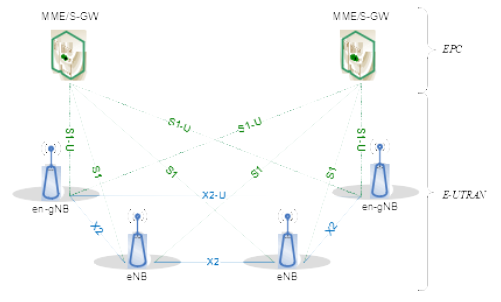 MME/S-GW
MME/S-GW
EPC
S1-U
S1-U
S1-U
S1-U
S1
S1
S1
S1
en-gNB
X2-U
en-gNB
E-UTRAN
X2
X2
eNB
X2
eNB